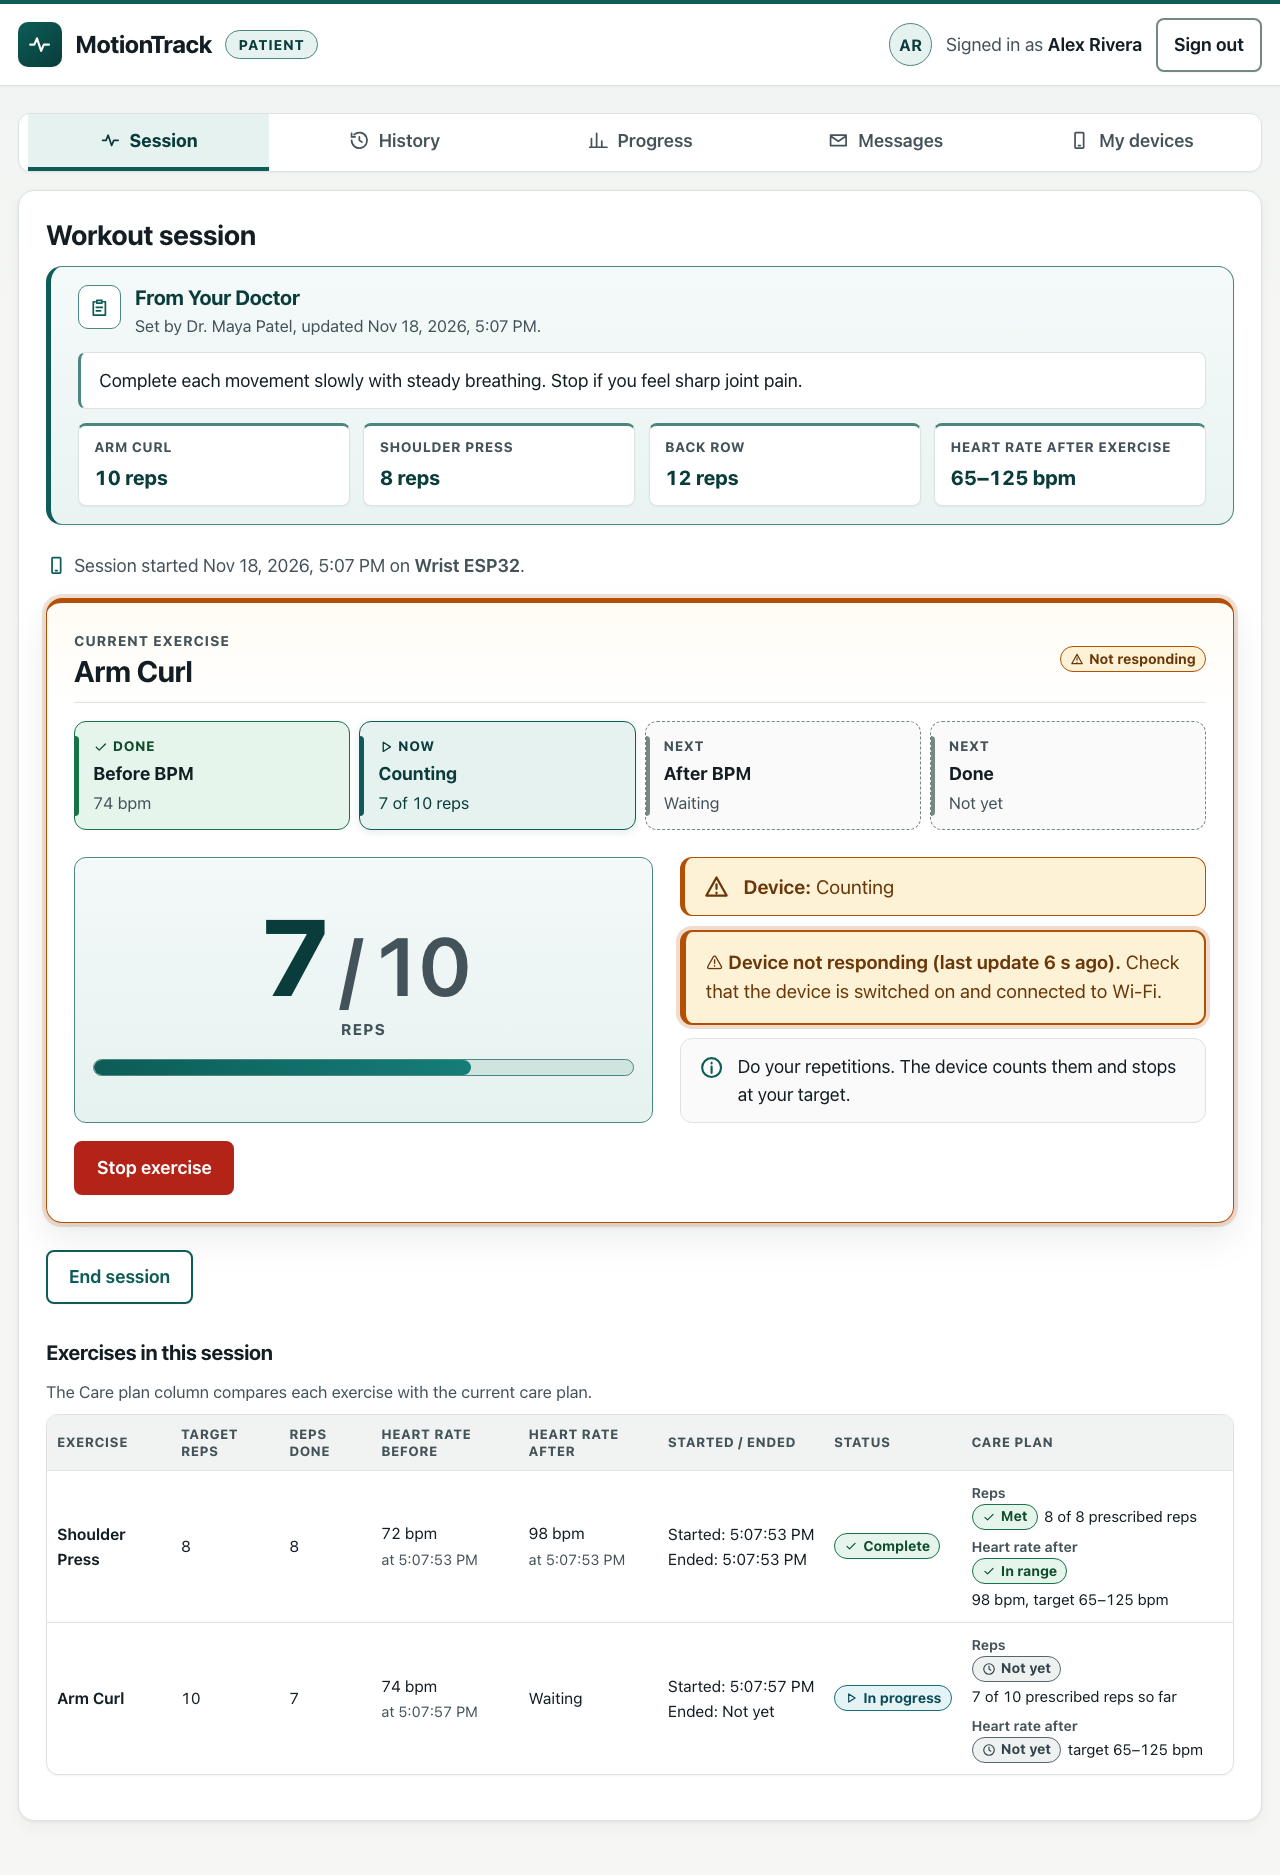 MotionTrack
PATIENT
AR
Signed in as Alex Rivera
Sign out
Session
History
Progress
Messages
My devices
Workout session
From Your Doctor
Set by Dr. Maya Patel, updated Nov 18, 2026, 5:07 PM.
Complete each movement slowly with steady breathing. Stop if you feel sharp joint pain.
ARM CURL
10 reps
SHOULDER PRESS
8 reps
BACK ROW
12 reps
HEART RATE AFTER EXERCISE
65–125 bpm
Session started Nov 18, 2026, 5:07 PM on Wrist ESP32.
CURRENT EXERCISE
Arm Curl
Not responding
DONE
Before BPM
74 bpm
NOW
Counting
7 of 10 reps
NEXT
After BPM
Waiting
NEXT
Done
Not yet
7 / 10
REPS
Device: Counting
Device not responding (last update 6 s ago). Check
that the device is switched on and connected to Wi-Fi.
Do your repetitions. The device counts them and stops
at your target.
Stop exercise
End session
Exercises in this session
The Care plan column compares each exercise with the current care plan.
EXERCISE
TARGET
REPS
REPS
DONE
HEART RATE
BEFORE
HEART RATE
AFTER
STARTED / ENDED
STATUS
CARE PLAN
Shoulder
Press
8
8
72 bpm
at 5:07:53 PM
98 bpm
at 5:07:53 PM
Started: 5:07:53 PM
Ended: 5:07:53 PM
Complete
Reps
Met 8 of 8 prescribed reps
Heart rate after
In range
98 bpm, target 65–125 bpm
Arm Curl
10
7
74 bpm
at 5:07:57 PM
Waiting
Started: 5:07:57 PM
Ended: Not yet
In progress
Reps
Not yet
7 of 10 prescribed reps so far
Heart rate after
Not yet target 65–125 bpm